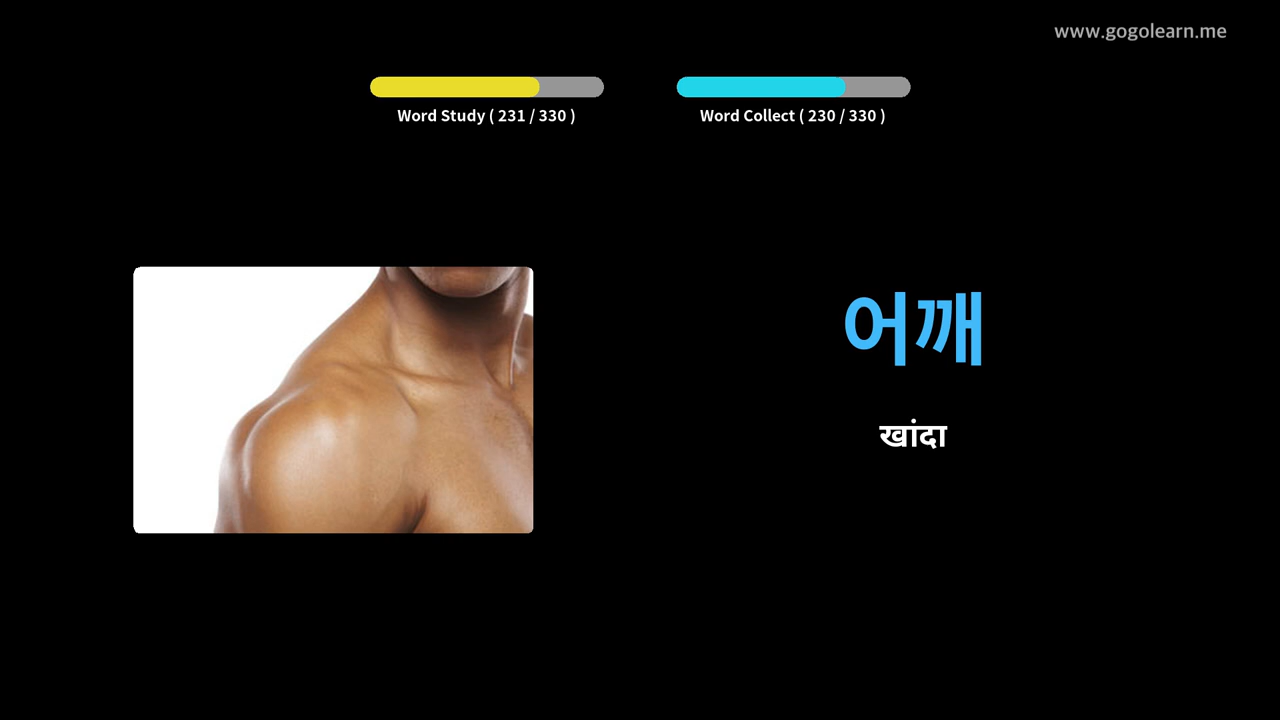 www.gogolearn.me
Word Study ( 231 / 330 )
Word Collect ( 230 / 330 )
어깨
खांदा